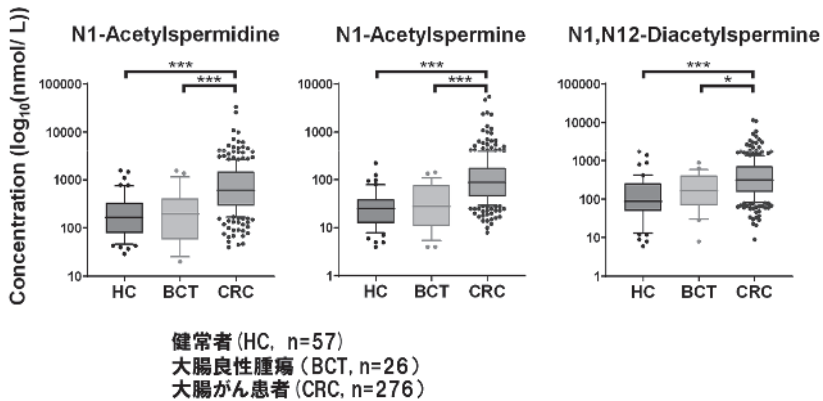 N1-Acetylspermidine
N1-Acetylspermine
N1,N12-Diacetylspermine
Concentration (log10(nmol/ L))
***
***
100000
10000
1000
100
10
HC BCT CRC
***
***
10000
1000
100
10
1
HC BCT CRC
***
*
100000
10000
1000
100
10
1
HC BCT CRC
健常者(HC, n=57)
大腸良性腫瘍(BCT, n=26)
大腸がん患者(CRC, n=276)